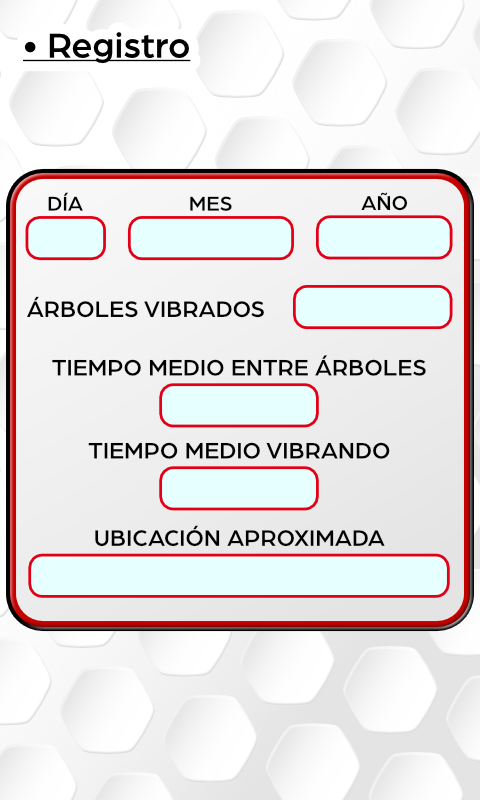 • Registro
DÍA MES AÑO
ÁRBOLES VIBRADOS
TIEMPO MEDIO ENTRE ÁRBOLES
TIEMPO MEDIO VIBRANDO
UBICACIÓN APROXIMADA